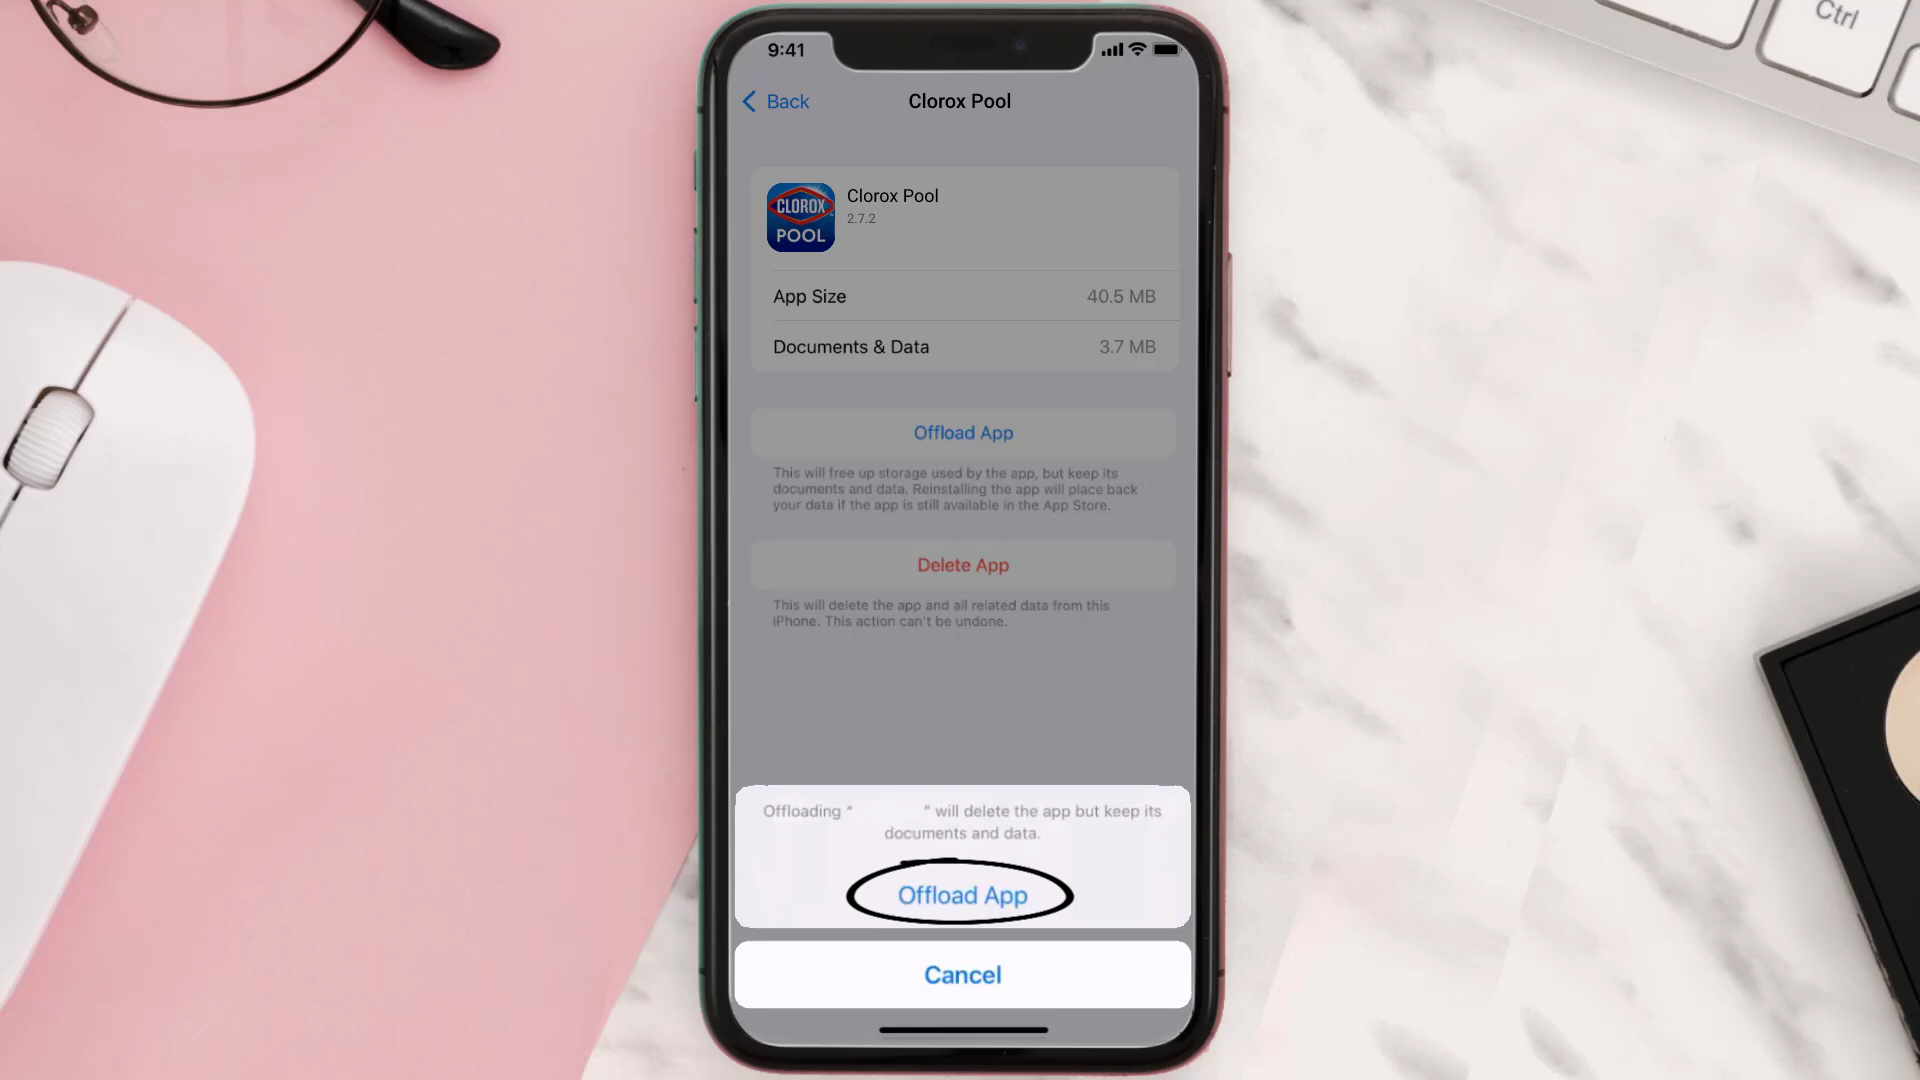 Ctrl
9:41
Back
Clorox Pool
CLOROX
POOL
Clorox Pool
2.7.2
App Size 40.5 MB
Documents & Data 3.7 MB
Offload App
This will free up storage used by the app, but keep its
documents and data. Reinstalling the app will place back
your data if the app is still available in the App Store.
Delete App
This will delete the app and all related data from this
iPhone. This action can't be undone.
Offloading “ ” will delete the app but keep its
documents and data.
Offload App
Cancel